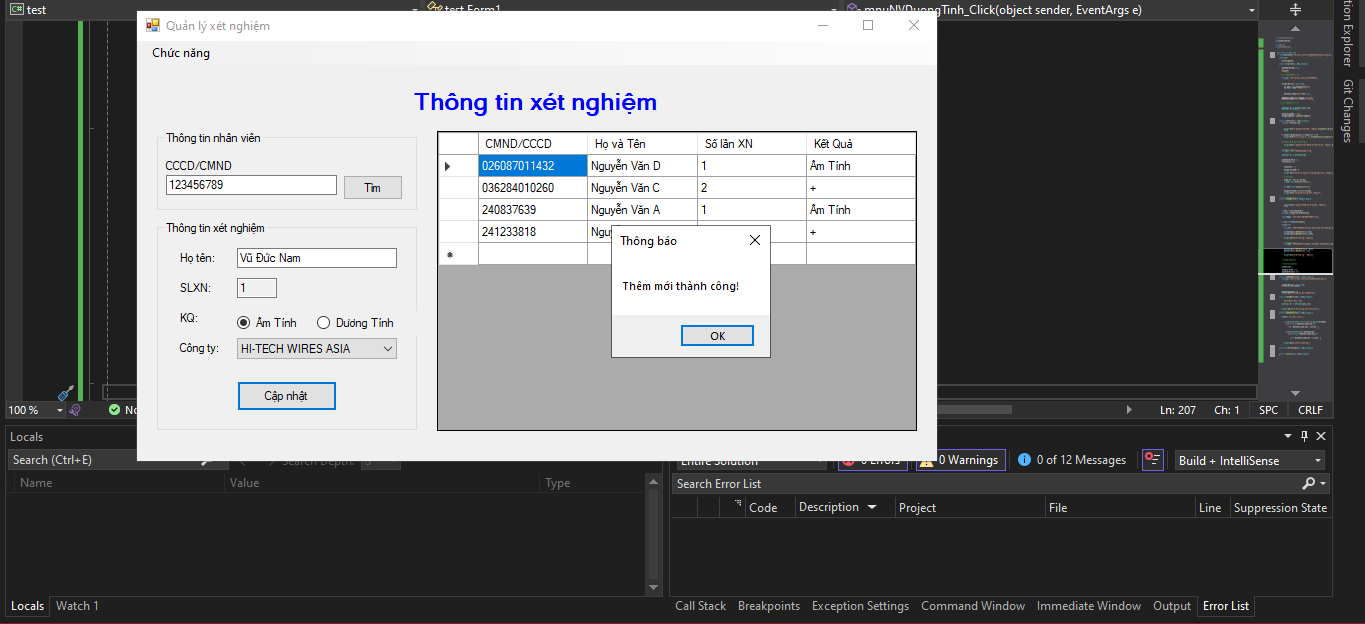 test
test.Form1
mnuNVDuongTinh_Click(object sender, EventArgs e)
Quản lý xét nghiệm
Chức năng
Thông tin xét nghiệm
Thông tin nhân viên
CCCD/CMND
123456789
Tìm
Thông tin xét nghiệm
Họ tên:
Vũ Đức Nam
SLXN:
1
KQ:
Âm Tính
Dương Tính
Công ty:
HI-TECH WIRES ASIA
Cập nhật
CMND/CCCD Họ và Tên Số lần XN Kết Quả
026087011432 Nguyễn Văn D 1 Âm Tính
036284010260 Nguyễn Văn C 2 +
240837639 Nguyễn Văn A 1 Âm Tính
241233818 +
Thông báo
Thêm mới thành công!
OK
Solution Explorer
Git Changes
100 %
Ln: 207 Ch: 1 SPC CRLF
Locals
Search (Ctrl+E)
Search Depth: 3
Name Value Type
Locals Watch 1
Entire Solution
0 Errors
0 Warnings
0 of 12 Messages
Build + IntelliSense
Search Error List
Code Description Project File Line Suppression State
Call Stack Breakpoints Exception Settings Command Window Immediate Window Output Error List